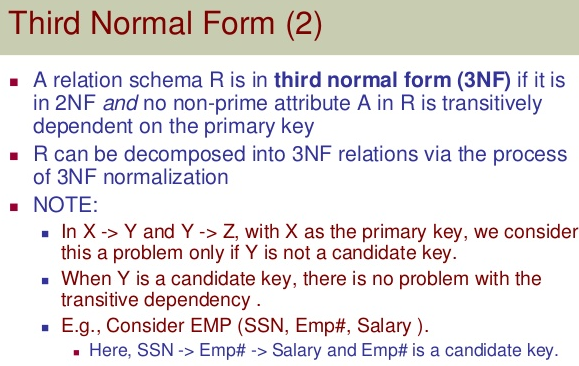 Third Normal Form (2)
A relation schema R is in third normal form (3NF) if it is
in 2NF and no non-prime attribute A in R is transitively
dependent on the primary key
R can be decomposed into 3NF relations via the process
of 3NF normalization
NOTE:
In X -> Y and Y -> Z, with X as the primary key, we consider
this a problem only if Y is not a candidate key.
When Y is a candidate key, there is no problem with the
transitive dependency .
E.g., Consider EMP (SSN, Emp#, Salary ).
Here, SSN -> Emp# -> Salary and Emp# is a candidate key.